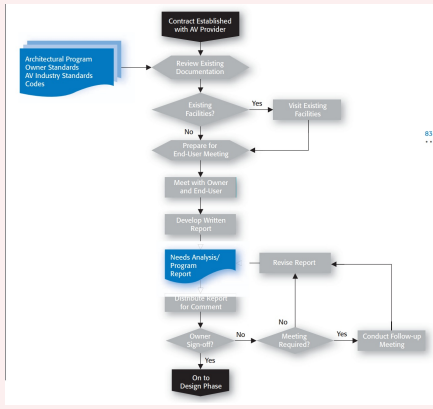 Contract Established
with AV Provider
Architectural Program
Owner Standards
AV Industry Standards
Codes
Review Existing
Documentation
Existing
Facilities?
Yes
Visit Existing
Facilities
No
Prepare for
End-User Meeting
83
Meet with Owner
and End-User
Develop Written
Report
Needs Analysis/
Program
Report
Revise Report
Distribute Report
for Comment
No
Owner
Sign-off?
No
Meeting
Required?
Yes
Conduct Follow-up
Meeting
Yes
On to
Design Phase